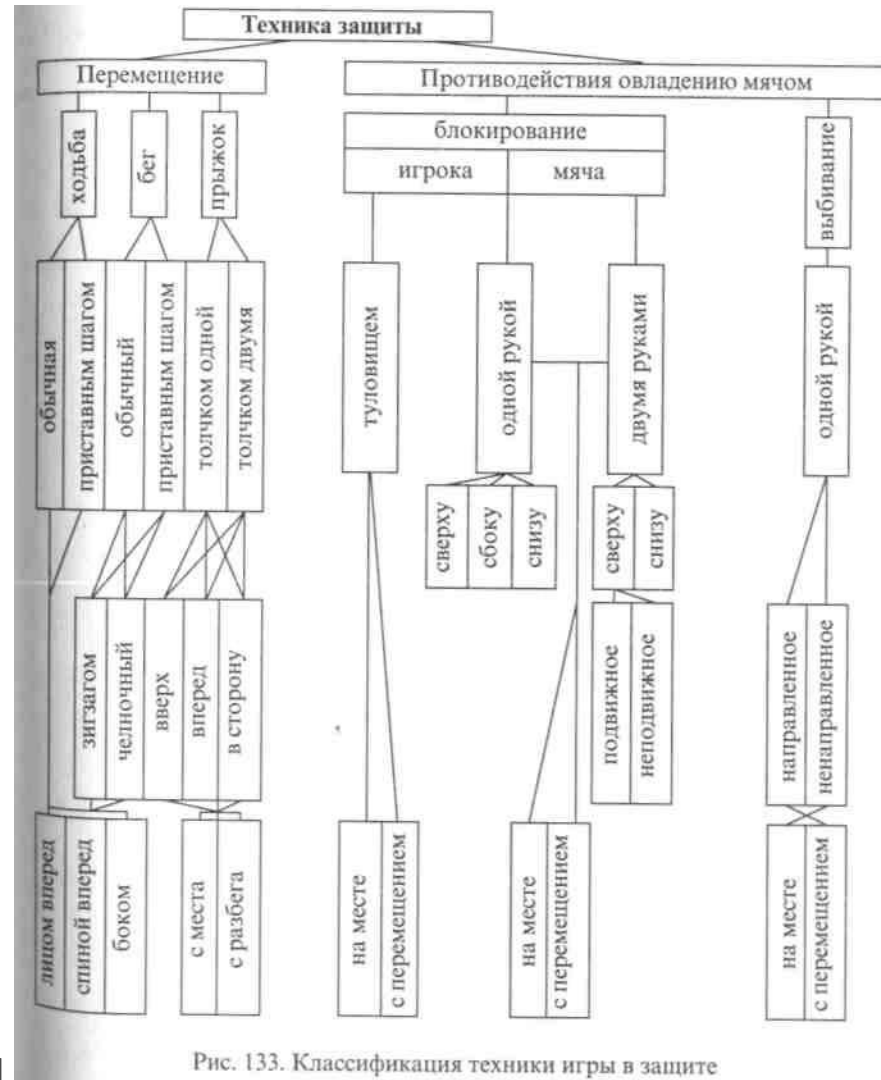 Техника защиты
Перемещение
Противодействия овладению мячом
ходьба
бег
прыжок
блокирование
игрока
мяча
выбивание
обычная
приставным шагом
обычный
приставным шагом
толчком одной
толчком двумя
туловищем
одной рукой
двумя руками
одной рукой
сверху
сбоку
снизу
сверху
снизу
зигзагом
челночный
вверх
вперед
в сторону
подвижное
неподвижное
направленное
ненаправленное
лицом вперед
спиной вперед
боком
с места
с разбега
на месте
с перемещением
на месте
с перемещением
на месте
с перемещением
Рис. 133. Классификация техники игры в защите